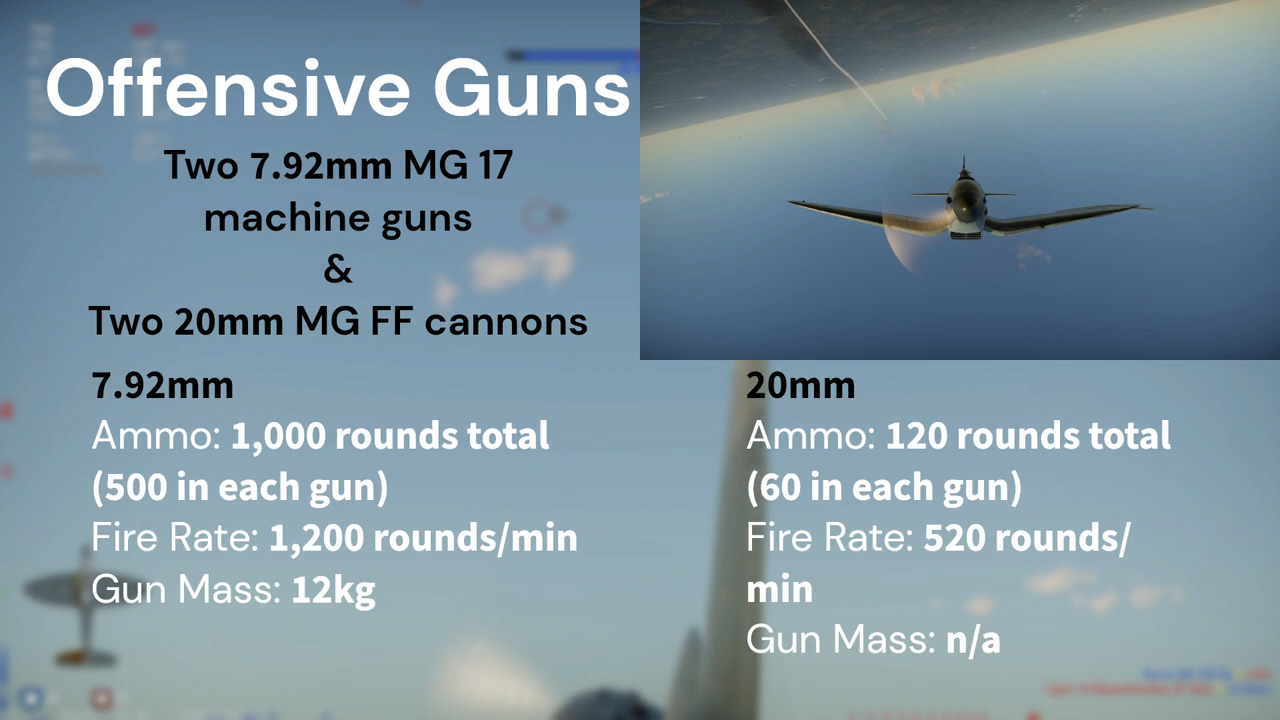 Offensive Guns
Two 7.92mm MG 17
machine guns
&
Two 20mm MG FF cannons
7.92mm
Ammo: 1,000 rounds total
(500 in each gun)
Fire Rate: 1,200 rounds/min
Gun Mass: 12kg
20mm
Ammo: 120 rounds total
(60 in each gun)
Fire Rate: 520 rounds/
min
Gun Mass: n/a